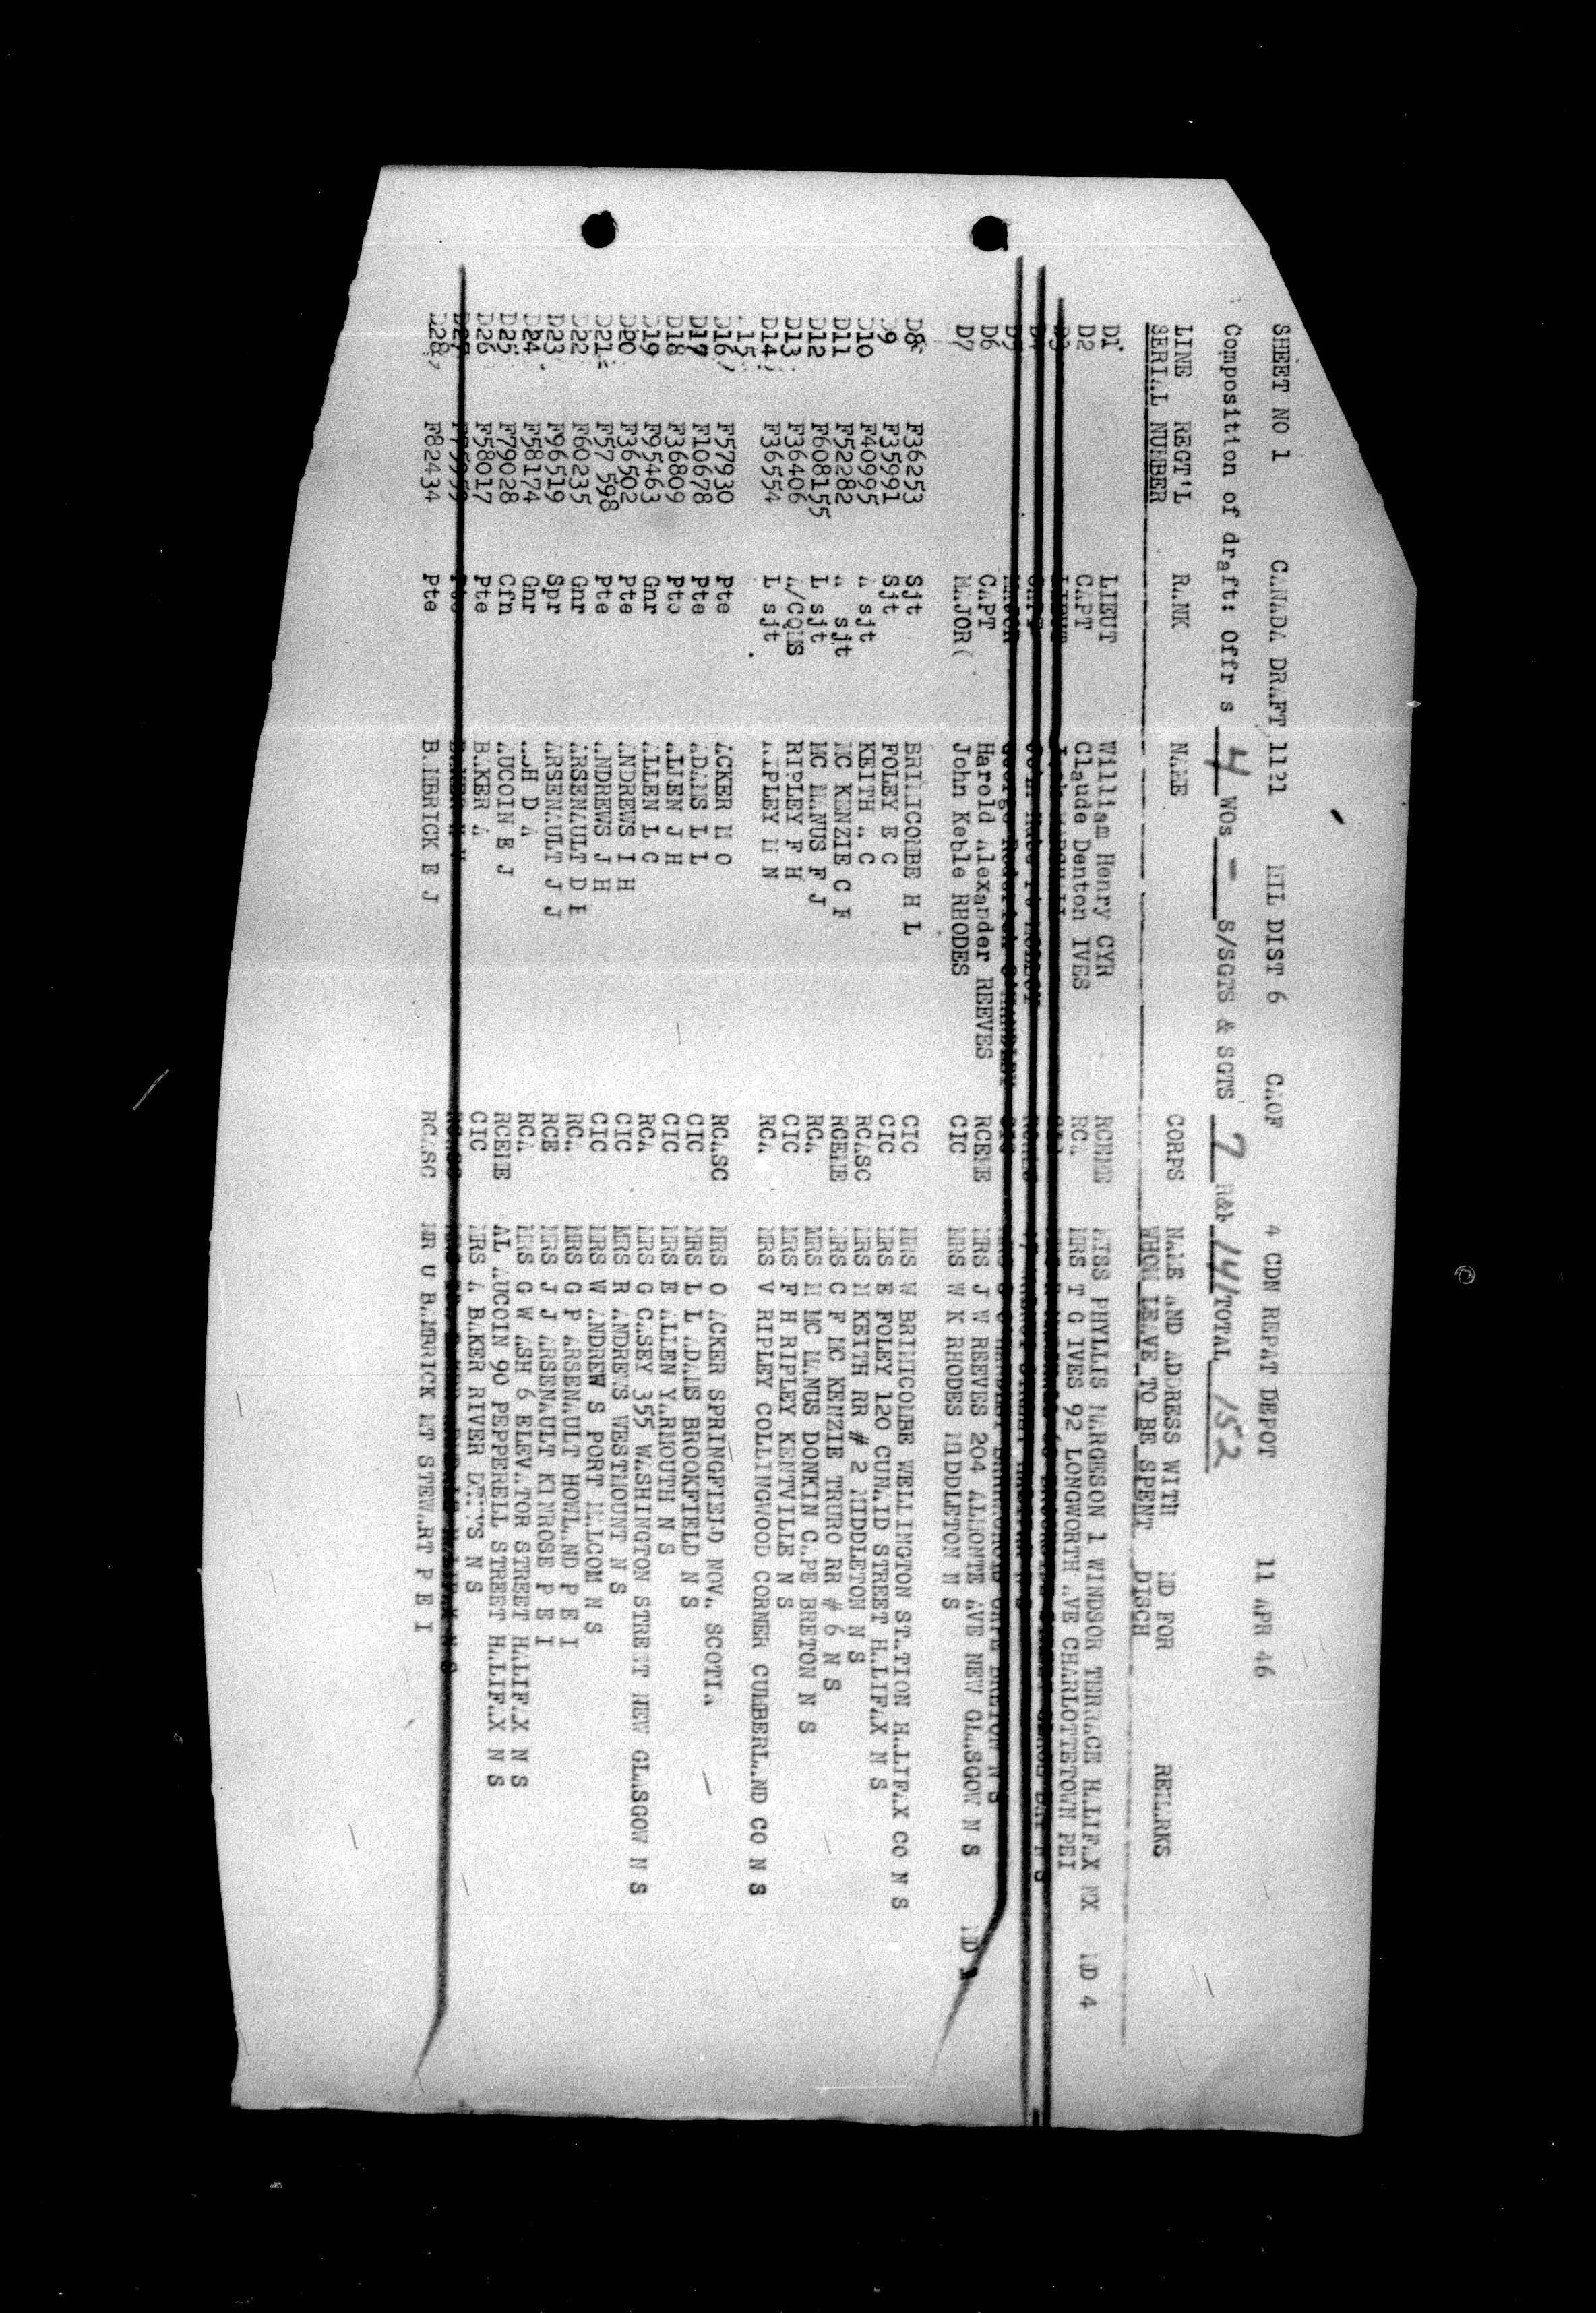 SHEET NO 1 CANADA DRAFT 1121 MIL DIST 6 C.OF 4 CDN REPAT DEPOT 11 APR 46
Composition of draft: Offr s 4 WOs - S/SGTS & SGTS 7 R&F 141/TOTAL 152
LINE REGT'L RANK NAME CORPS NAME AND ADDRESS WITH MD FOR REMARKS
SERIAL NUMBER WHOM LEAVE TO BE SPENT DISCH
D1 LIEUT William Henry CYR RCEME MISS PHYLLIS MARGESON 1 WINDSOR TERRACE HALIFAX NX
D2 CAPT Claude Denton IVES RCA MRS T G IVES 92 LONGWORTH AVE CHARLOTTETOWN PEI MD 4
D6 CAPT Harold Alexander REEVES RCEME MRS J W REEVES 204 AVE NEW GLASGOW N S
D7 MAJOR ( John Keble RHODES CIC MRS W K RHODES MIDDLETON N S MD
D8 F36253 Sjt BRIMICOMBE H L CIC MRS W BRIMICOMBE WELLINGTON STATION HALIFAX CO N S
D9 F35991 Sjt FOLEY E C CIC MRS E FOLEY 120 CUNAID STREET HALIFAX N S
D10 F40995 A sjt KEITH A C RCASC MRS M KEITH RR # 2 MIDDLETON N S
D11 F52282 A sjt MC KENZIE C F RCEME MRS C F MC KENZIE TRURO RR # 6 N S
D12 F608155 L sjt MC MANUS F J RCA MRS M MC MANUS DONKIN CAPE BRETON N S
D13 F36406 A/CQMS RIPLEY F H CIC MRS F H RIPLEY KENTVILLE N S
D14 F36554 L sjt RIPLEY H N RCA MRS V RIPLEY COLLINGWOOD CORNER CUMBERLAND CO N S
15
D16 F57930 Pte ACKER M O RCASC MRS O ACKER SPRINGFIELD NOVA SCOTIA
D17 F10678 Pte ADAMS L L CIC MRS L L ADAMS BROOKFIELD N S
D18 F36809 Pte ALLEN J H CIC MRS E ALLEN YARMOUTH N S
D19 F95463 Gnr ALLEN L C RCA MRS G CASEY 355 WASHINGTON STREET NEW GLASGOW N S
D20 F36502 Pte ANDREWS I H CIC MRS R ANDREWS WESTMOUNT N S
D21 F57 598 Pte ANDREWS J H CIC MRS W ANDREW S PORT MALCOM N S
D22 F60235 Gnr ARSENAULT D E RCA MRS G P ARSENAULT HOWLAND P E I
D23 F96519 Spr ARSENAULT J J RCE MRS J J ARSENAULT KINROSE P E I
D24 F58174 Gnr ASH D A RCA MRS G W ASH 6 ELEVATOR STREET HALIFAX N S
D25 F79028 Cfn AUCOIN E J RCEME AL AUCOIN 90 PEPPERELL STREET HALIFAX N S
D26 F58017 Pte BAKER A CIC MRS A BAKER RIVER N S
D28 F82434 Pte BAMBRICK E J RCASC MR U BAMBRICK MT STEWART P E I